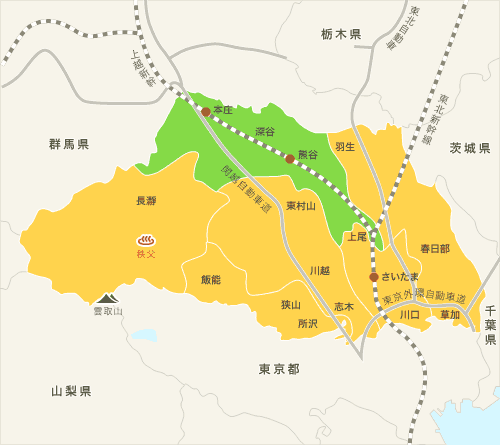 栃木県
東北自動車
上越新幹
東北新幹線
群馬県
茨城県
本庄
深谷
熊谷
羽生
関越自動車道
長瀞
東村山
上尾
春日部
秩父
川越
さいたま
飯能
東京外環自動車道
雲取山
狭山
志木
川口
草加
所沢
千葉県
東京都
山梨県